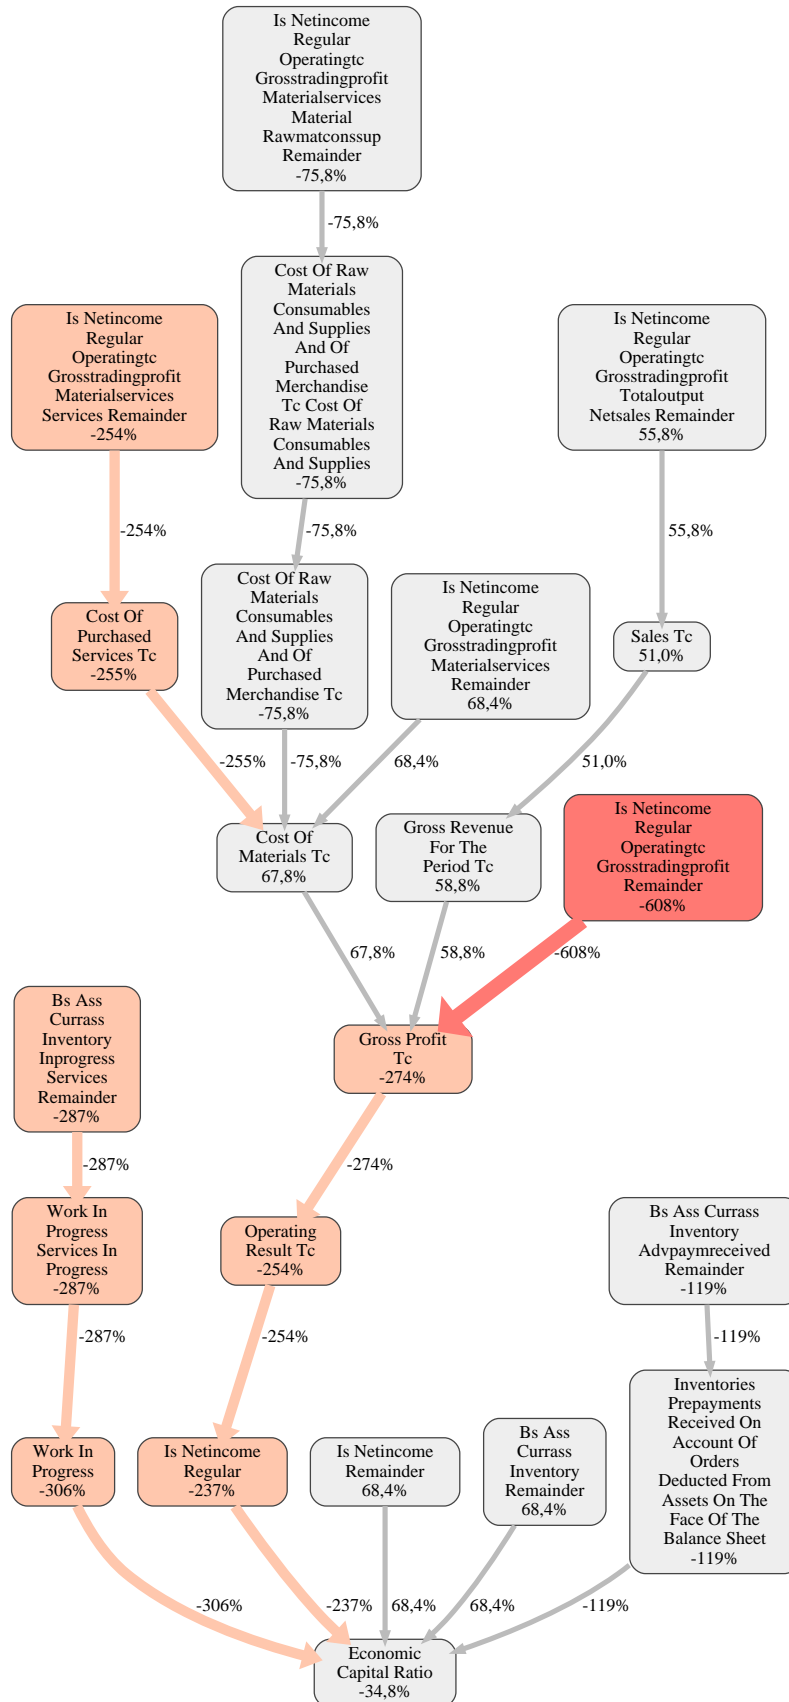 Is Netincome
Regular
Operatingtc
Grosstradingprofit
Materialservices
Material
Rawmatconssup
Remainder
-75,8%
-75,8%
Cost Of Raw
Materials
Consumables
And Supplies
And Of
Purchased
Merchandise
Tc Cost Of
Raw Materials
Consumables
And Supplies
-75,8%
Is Netincome
Regular
Operatingtc
Grosstradingprofit
Materialservices
Services Remainder
-254%
Is Netincome
Regular
Operatingtc
Grosstradingprofit
Totaloutput
Netsales Remainder
55,8%
-254%
-75,8%
55,8%
Cost Of
Purchased
Services Tc
-255%
Cost Of Raw
Materials
Consumables
And Supplies
And Of
Purchased
Merchandise Tc
-75,8%
Is Netincome
Regular
Operatingtc
Grosstradingprofit
Materialservices
Remainder
68,4%
Sales Tc
51,0%
-255%
-75,8%
68,4%
51,0%
Cost Of
Materials Tc
67,8%
Gross Revenue
For The
Period Tc
58,8%
Is Netincome
Regular
Operatingtc
Grosstradingprofit
Remainder
-608%
67,8%
58,8%
-608%
Bs Ass
Currass
Inventory
Inprogress
Services
Remainder
-287%
Gross Profit
Tc
-274%
-287%
-274%
Work In
Progress
Services In
Progress
-287%
Operating
Result Tc
-254%
Bs Ass Currass
Inventory
Advpaymreceived
Remainder
-119%
-287%
-254%
-119%
Work In
Progress
-306%
Is Netincome
Regular
-237%
Is Netincome
Remainder
68,4%
Bs Ass
Currass
Inventory
Remainder
68,4%
Inventories
Prepayments
Received On
Account Of
Orders
Deducted From
Assets On The
Face Of The
Balance Sheet
-119%
-306%
-237%
68,4%
68,4%
-119%
Economic
Capital Ratio
-34,8%